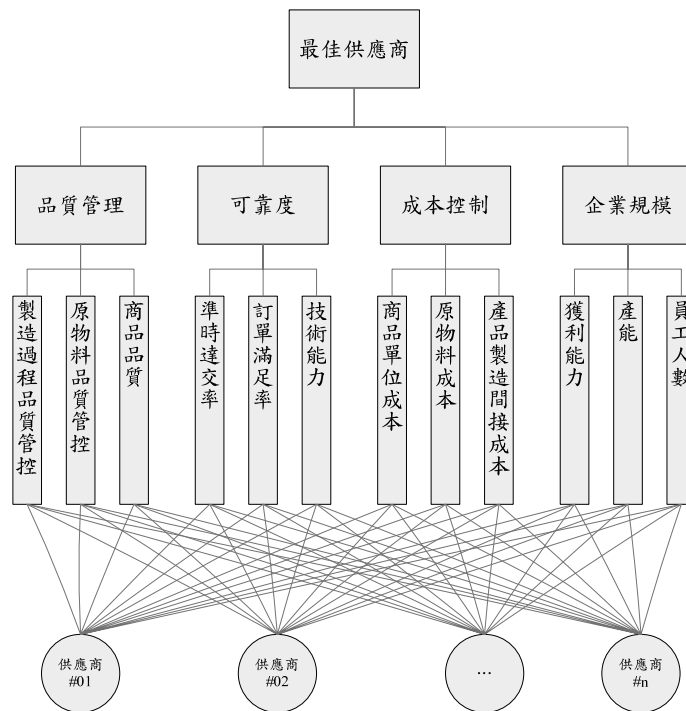 最佳供應商
品質管理
可靠度
成本控制
企業規模
製造過程品質管控
原物料品質管控
商品品質
準時達交率
訂單滿足率
技術能力
商品單位成本
原物料成本
產品製造間接成本
獲利能力
產能
員工人數
供應商
#01
供應商
#02
...
供應商
#n